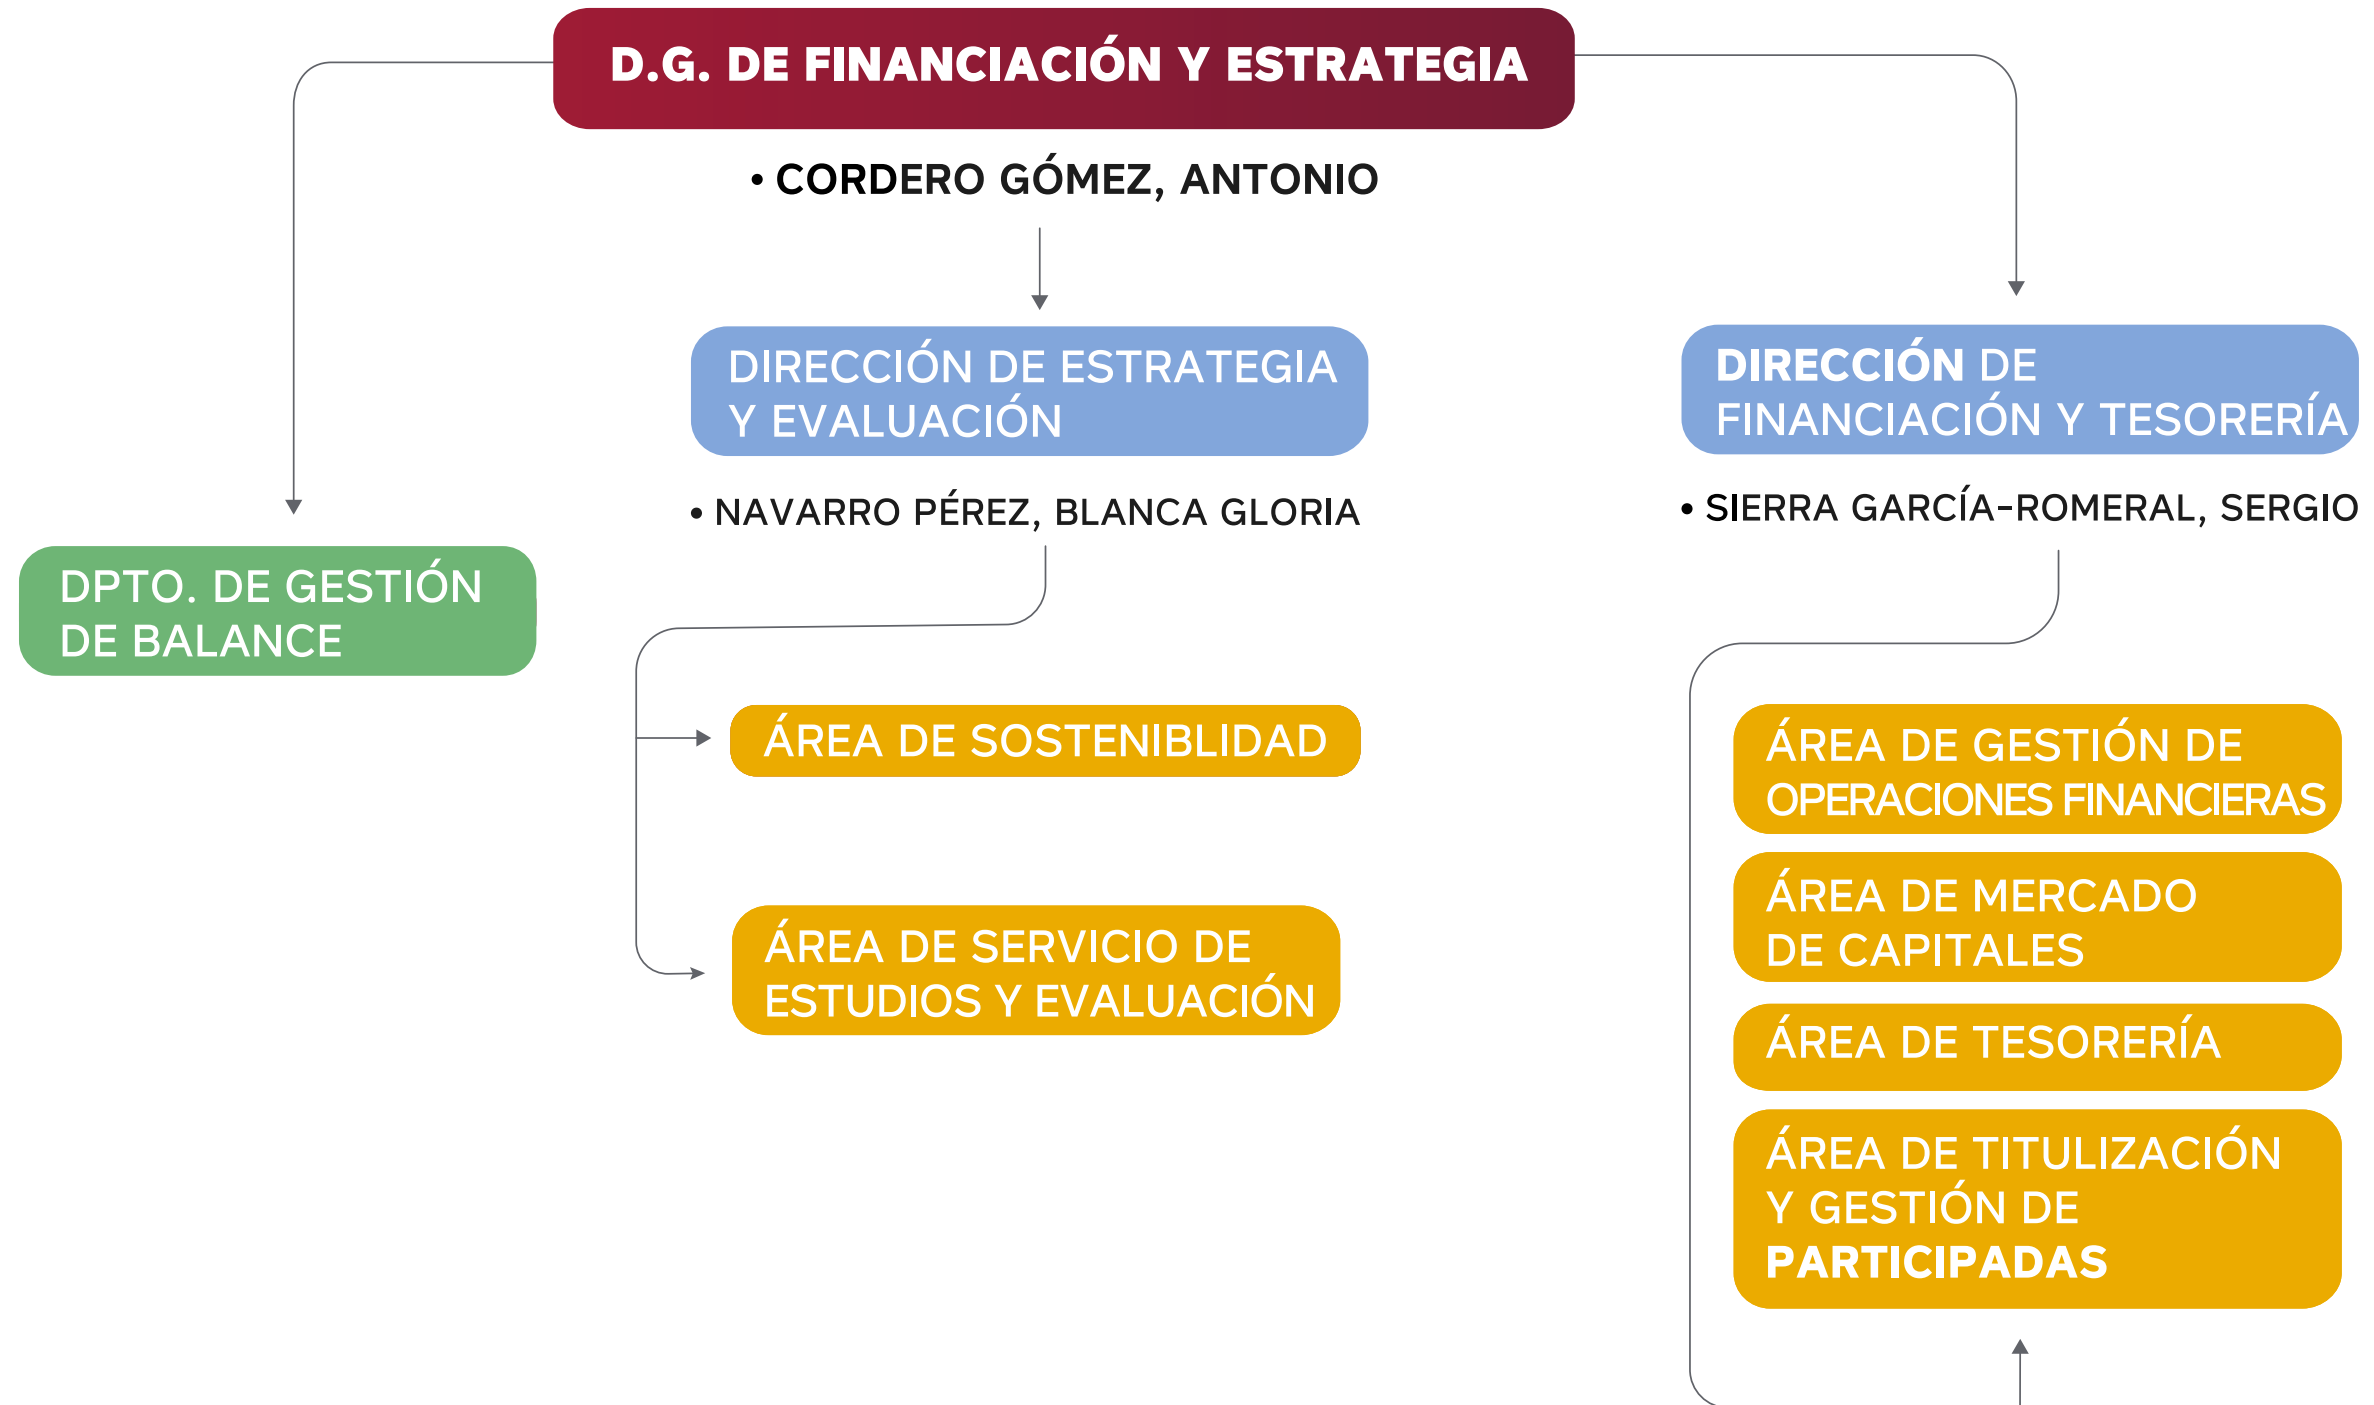 D.G. DE FINANCIACIÓN Y ESTRATEGIA
• CORDERO GÓMEZ, ANTONIO
DIRECCIÓN DE ESTRATEGIA
Y EVALUACIÓN
• NAVARRO PÉREZ, BLANCA GLORIA
DIRECCIÓN DE
FINANCIACIÓN Y TESORERÍA
• SIERRA GARCÍA-ROMERAL, SERGIO
DPTO. DE GESTIÓN
DE BALANCE
ÁREA DE SOSTENIBLIDAD
ÁREA DE SERVICIO DE
ESTUDIOS Y EVALUACIÓN
ÁREA DE GESTIÓN DE
OPERACIONES FINANCIERAS
ÁREA DE MERCADO
DE CAPITALES
ÁREA DE TESORERÍA
ÁREA DE TITULIZACIÓN
Y GESTIÓN DE
PARTICIPADAS